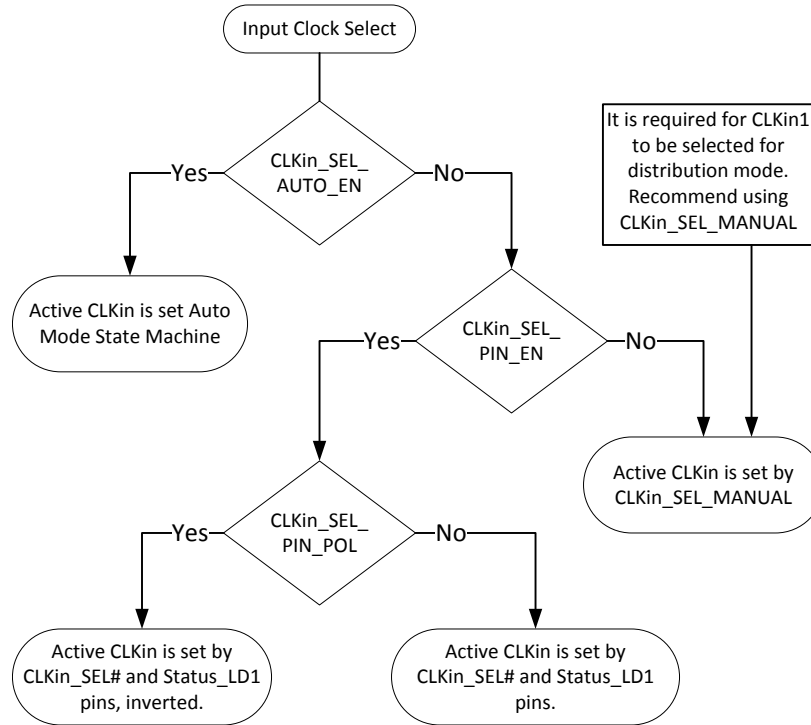 Input Clock Select
CLKin_SEL_
AUTO_EN
Yes
No
It is required for CLKin1
to be selected for
distribution mode.
Recommend using
CLKin_SEL_MANUAL
Active CLKin is set Auto
Mode State Machine
CLKin_SEL_
PIN_EN
Yes
No
Active CLKin is set by
CLKin_SEL_MANUAL
CLKin_SEL_
PIN_POL
Yes
No
Active CLKin is set by
CLKin_SEL# and Status_LD1
pins, inverted.
Active CLKin is set by
CLKin_SEL# and Status_LD1
pins.